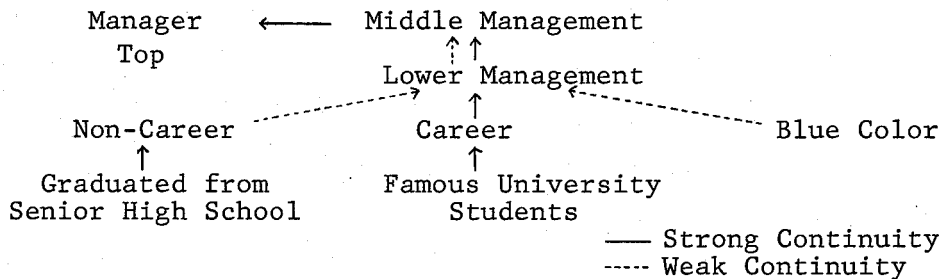 Manager Middle Management
Top
Lower Management
Non-Career Career Blue Color
Graduated from Famous University
Senior High School Students
Strong Continuity
Weak Continuity